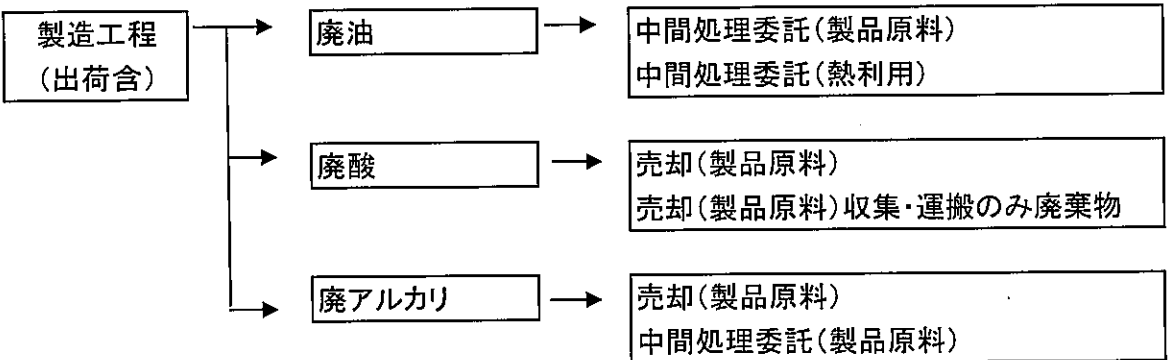 製造工程
(出荷含)
廃油
中間処理委託(製品原料)
中間処理委託(熱利用)
廃酸
売却(製品原料)
売却(製品原料)収集・運搬のみ廃棄物
廃アルカリ
売却(製品原料)
中間処理委託(製品原料)